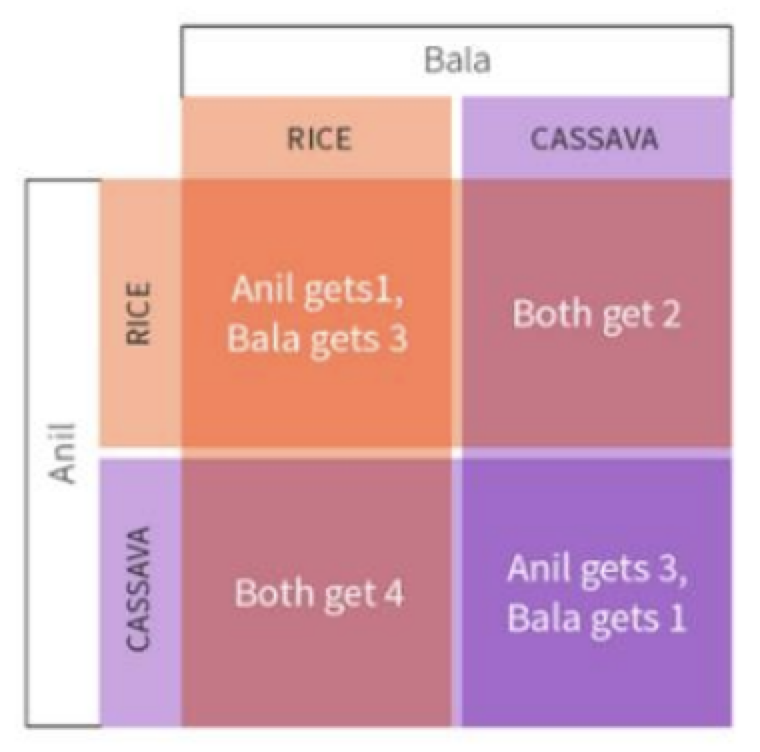 Bala
RICE
CASSAVA
Anil
RICE
Anil gets1,
Bala gets 3
Both get 2
CASSAVA
Both get 4
Anil gets 3,
Bala gets 1